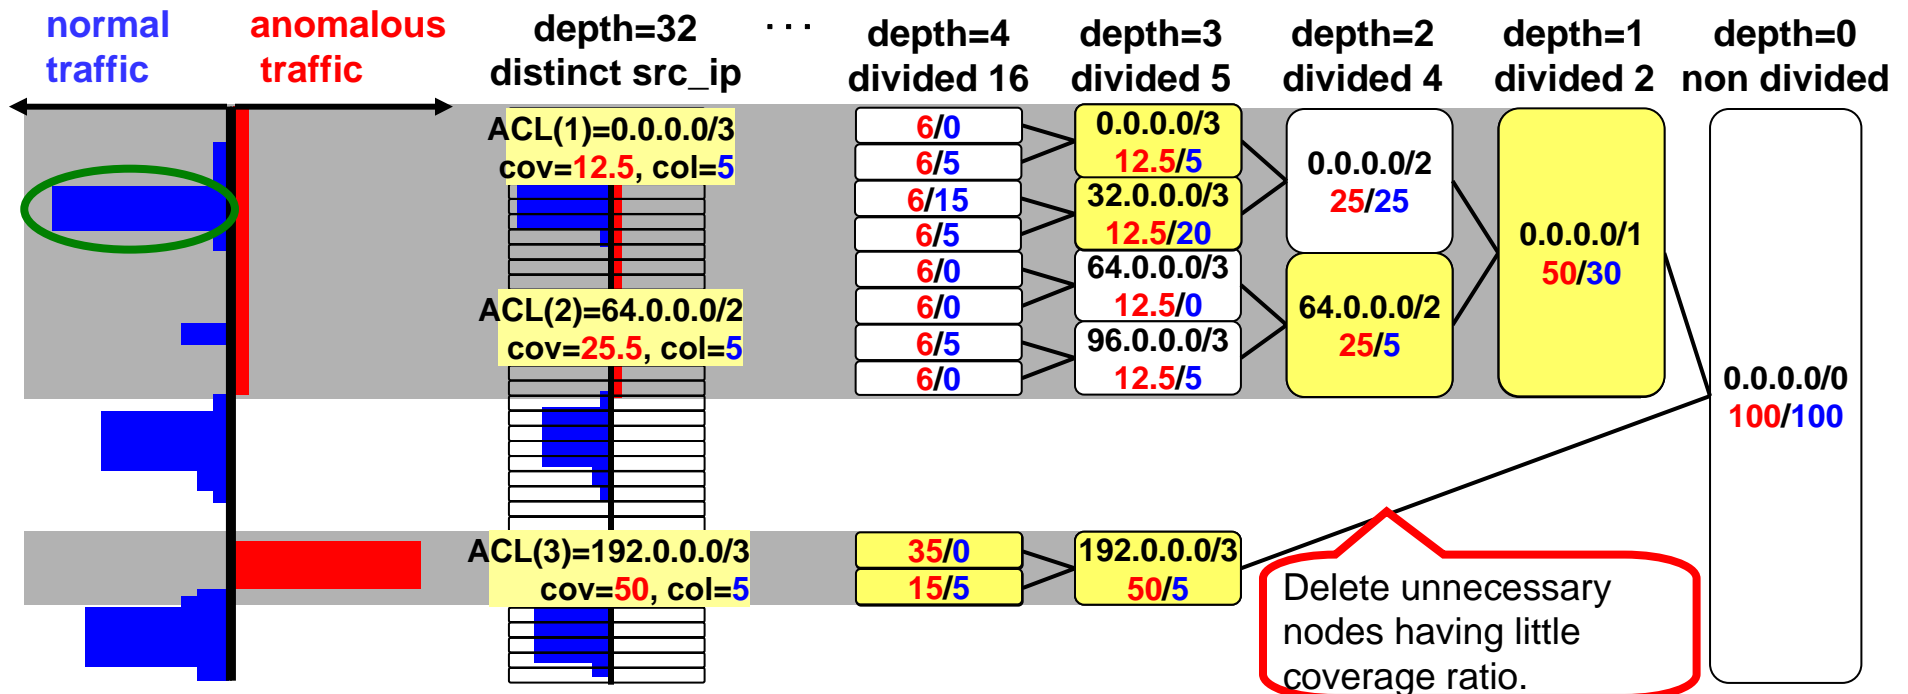 normal
traffic
anomalous
traffic
depth=32
distinct src_ip
...
depth=4
divided 16
depth=3
divided 5
depth=2
divided 4
depth=1
divided 2
depth=0
non divided
ACL(1)=0.0.0.0/3
cov=12.5, col=5
ACL(2)=64.0.0.0/2
cov=25.5, col=5
ACL(3)=192.0.0.0/3
cov=50, col=5
6/0
6/5
6/15
6/5
6/0
6/0
6/5
6/0
35/0
15/5
0.0.0.0/3
12.5/5
32.0.0.0/3
12.5/20
64.0.0.0/3
12.5/0
96.0.0.0/3
12.5/5
192.0.0.0/3
50/5
0.0.0.0/2
25/25
64.0.0.0/2
25/5
0.0.0.0/1
50/30
0.0.0.0/0
100/100
Delete unnecessary
nodes having little
coverage ratio.